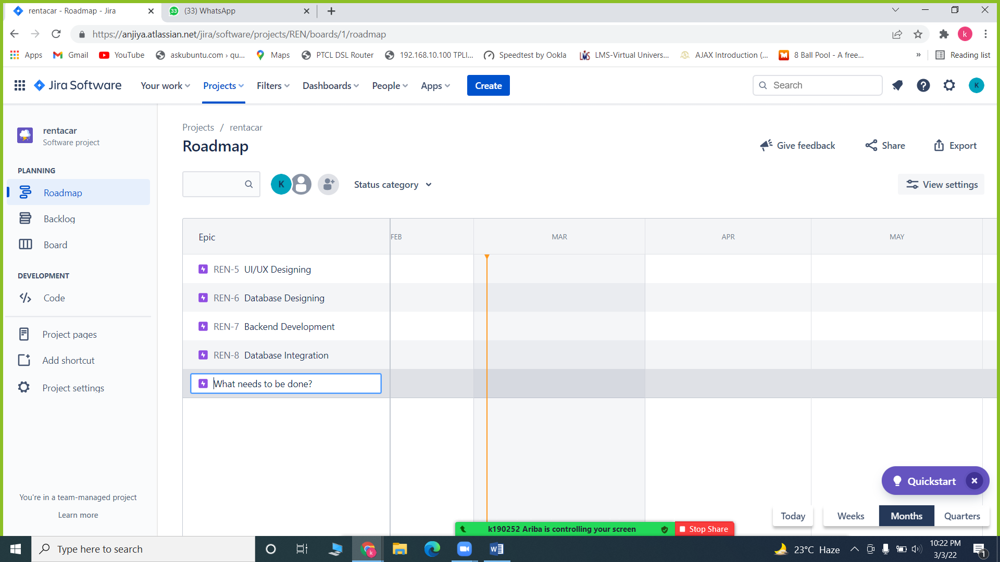 rentacar - Roadmap - Jira
33
(33) WhatsApp
https://anjiya.atlassian.net/jira/software/projects/REN/boards/1/roadmap
k
Apps
Gmail
YouTube
askubuntu.com › qu...
Maps
PTCL DSL Router
192.168.10.100 TPLI...
Speedtest by Ookla
LMS-Virtual Univers...
AJAX Introduction (...
8 Ball Pool - A free...
»
Reading list
Jira Software
Your work
Projects
Filters
Dashboards
People
Apps
Create
Search
K
rentacar
Software project
PLANNING
Roadmap
Backlog
Board
DEVELOPMENT
Code
Project pages
Add shortcut
Project settings
You're in a team-managed project
Learn more
Projects / rentacar
Roadmap
Give feedback
Share
Export
K
Status category
View settings
Epic
FEB
MAR
APR
MAY
REN-5 UI/UX Designing
REN-6 Database Designing
REN-7 Backend Development
REN-8 Database Integration
What needs to be done?
Quickstart
Today
Weeks
Months
Quarters
k190252 Ariba is controlling your screen
Stop Share
Type here to search
k
23°C Haze
10:22 PM
3/3/22
1